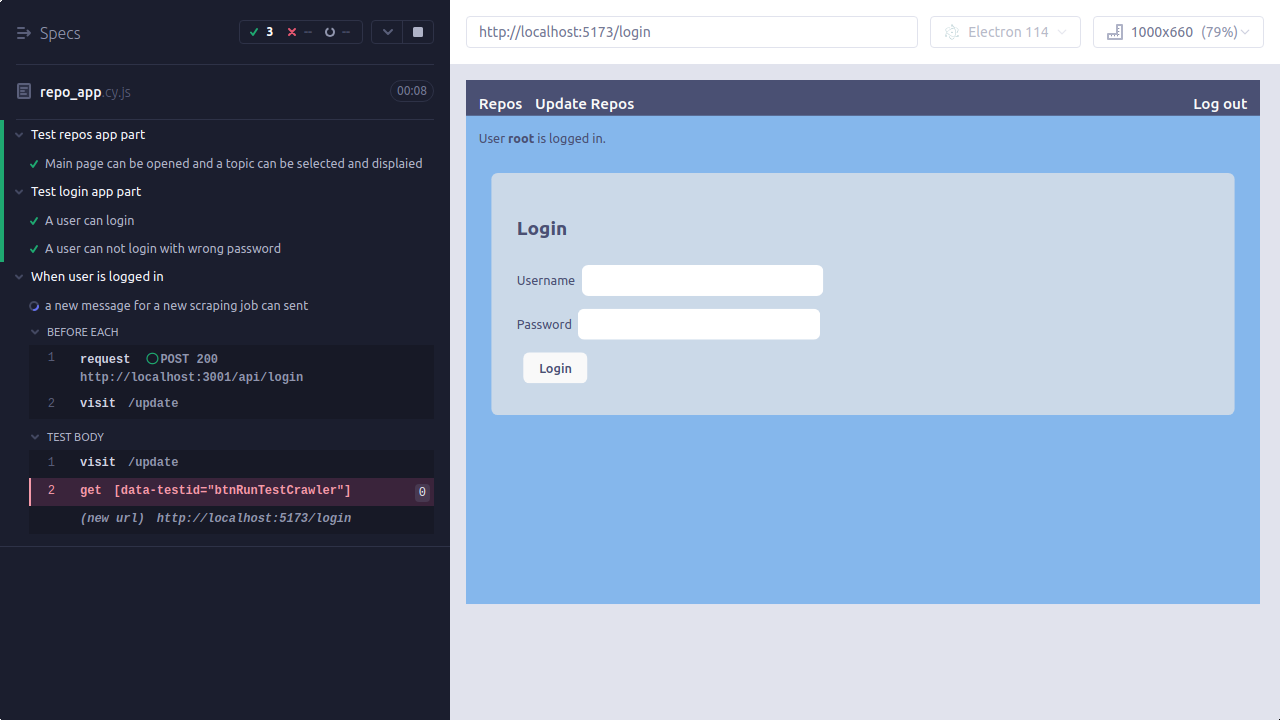 Specs
3 -- --
repo_app.cy.js 00:08
Test repos app part
Main page can be opened and a topic can be selected and displaied
Test login app part
A user can login
A user can not login with wrong password
When user is logged in
a new message for a new scraping job can sent
BEFORE EACH
1 request POST 200
http://localhost:3001/api/login
2 visit /update
TEST BODY
1 visit /update
2 get [data-testid="btnRunTestCrawler"] 0
(new url) http://localhost:5173/login
http://localhost:5173/login Electron 114 1000x660 (79%)
Repos Update Repos Log out
User root is logged in.
Login
Username
Password
Login